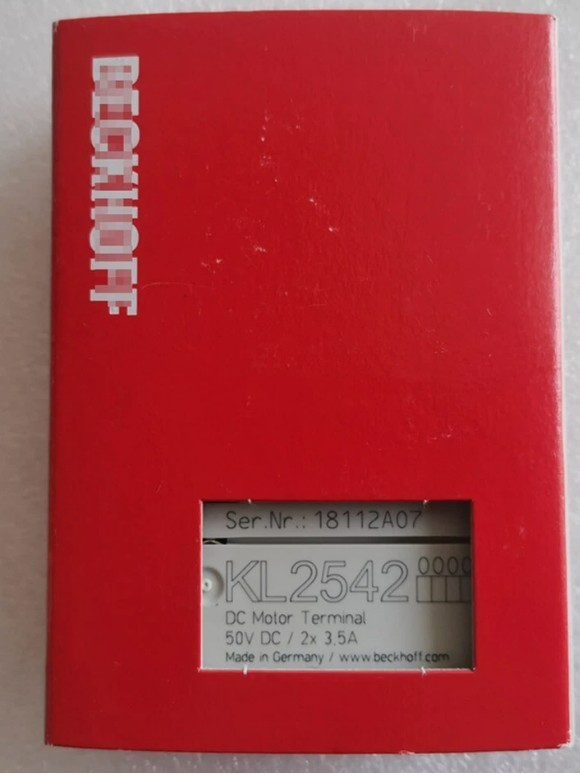 BECKHOFF
Ser.Nr.: 18112A07
KL2542 0000
DC Motor Terminal
50V DC / 2x 3,5A
Made in Germany / www.beckhoff.com